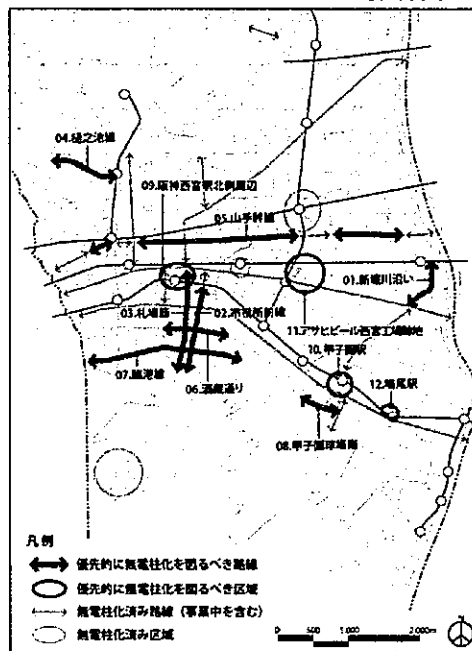 04.樋之池線
09.阪神西宮駅北側周辺
05.山手幹線
01.新堀川沿い
03.札場筋
02.市役所前線
11.アサヒビール西宮工場跡地
10.甲子園駅
07.臨港線
06.酒蔵通り
12.鳴尾駅
08.甲子園球場南
凡例
優先的に無電柱化を図るべき路線
優先的に無電柱化を図るべき区域
無電柱化済み路線（事業中を含む）
無電柱化済み区域
0 500 1,000 2,000m